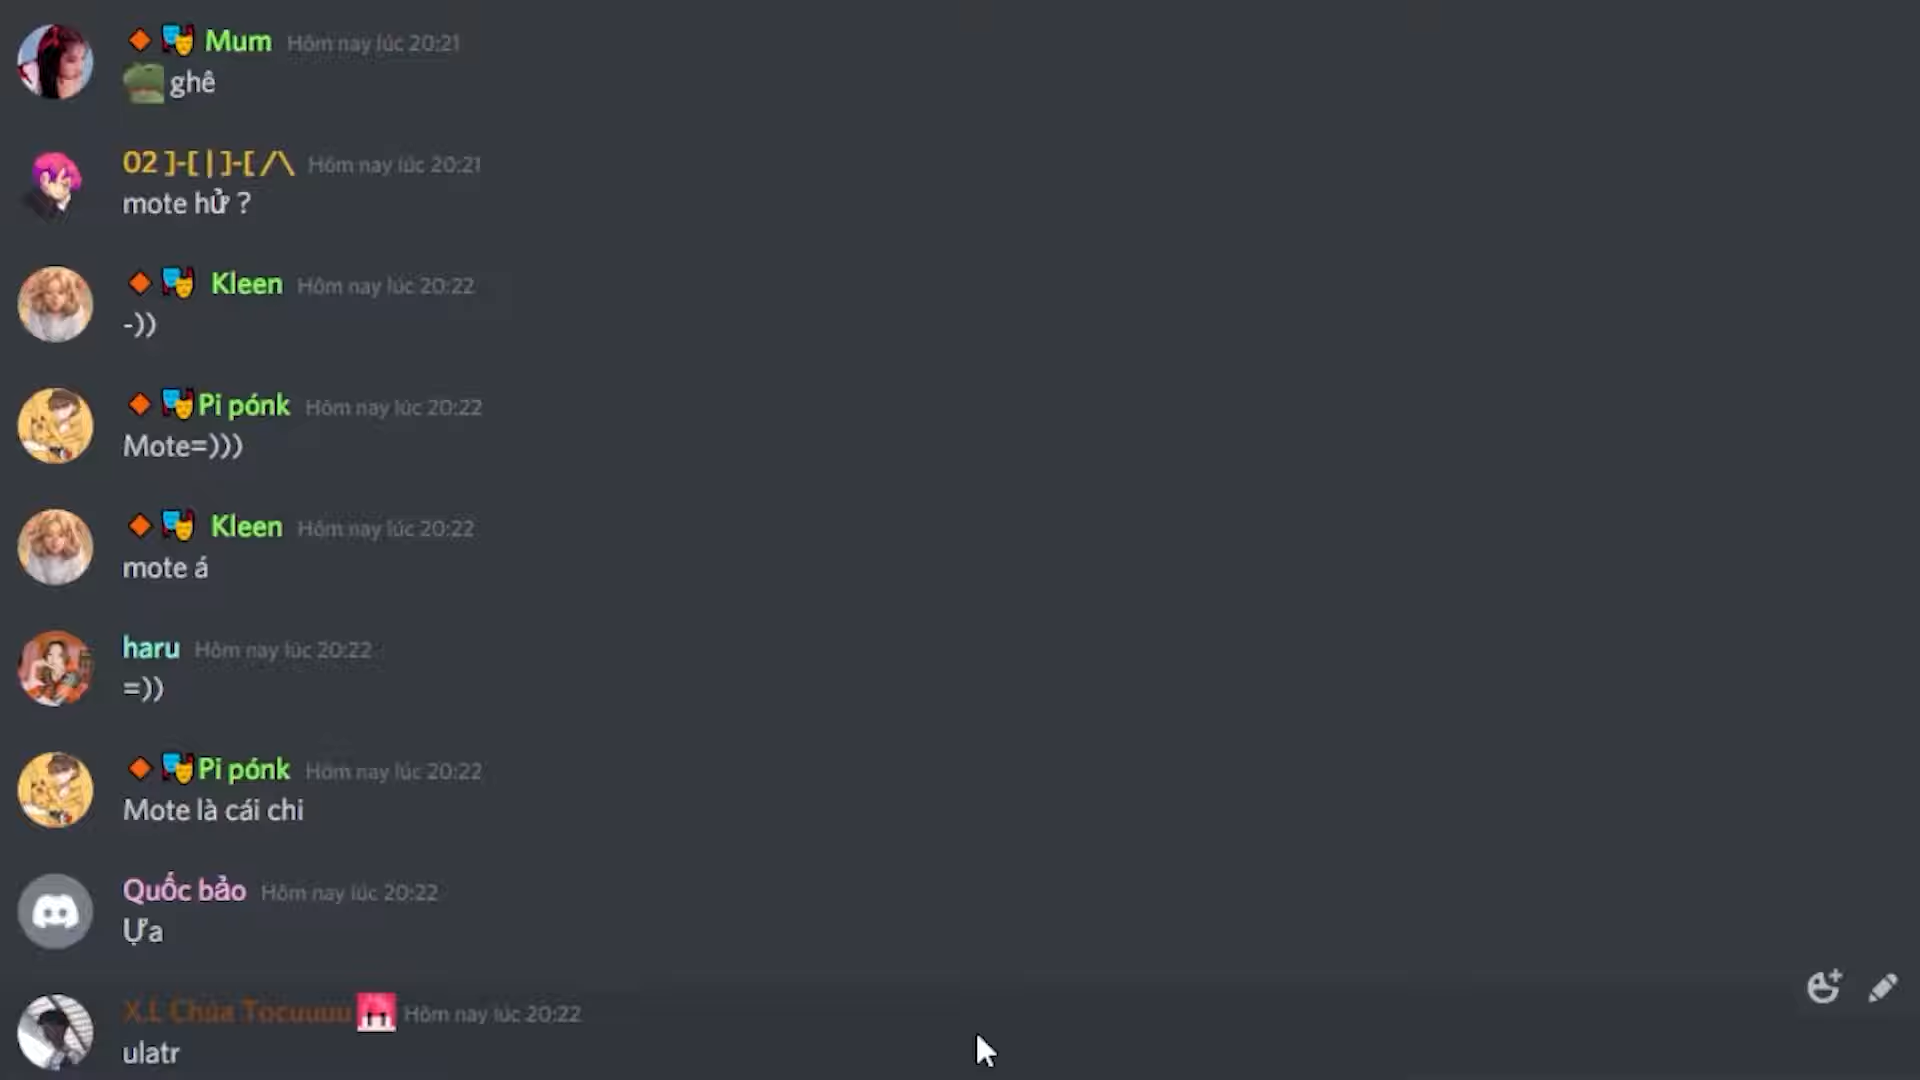 Mum Hôm nay lúc 20:21
ghê
02 ]-[ | ]-[ /\ Hôm nay lúc 20:21
mote hử ?
Kleen Hôm nay lúc 20:22
-))
Pi pónk Hôm nay lúc 20:22
Mote=)))
Kleen Hôm nay lúc 20:22
mote á
haru Hôm nay lúc 20:22
=))
Pi pónk Hôm nay lúc 20:22
Mote là cái chi
Quốc bảo Hôm nay lúc 20:22
Ựa
X.L Chúa Tocuuuu Hôm nay lúc 20:22
ulatr